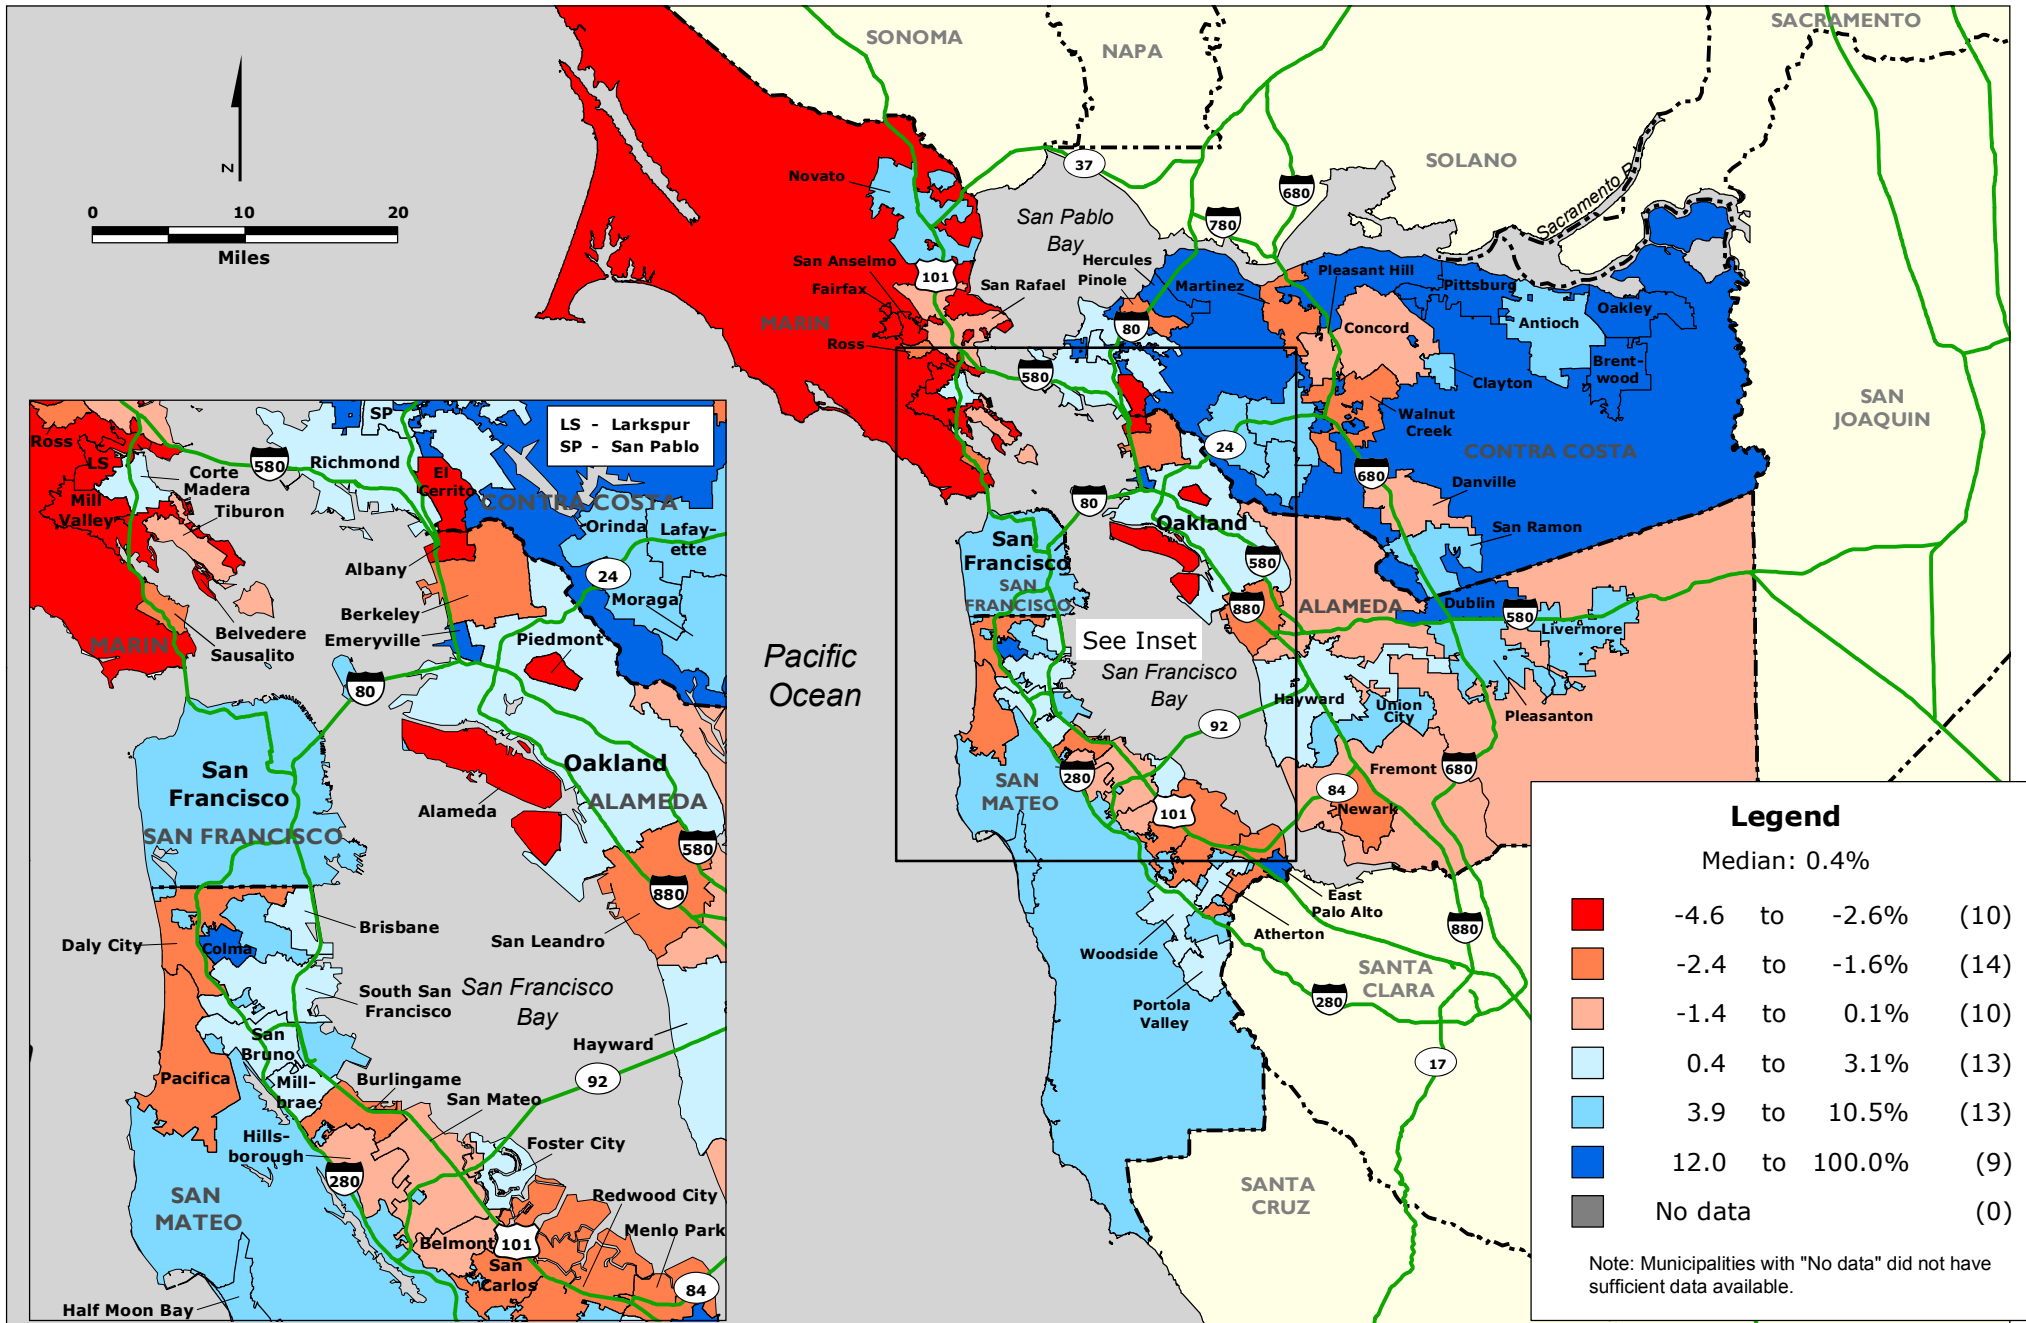 SONOMA
NAPA
SACRAMENTO
SOLANO
Sacramento R.
SAN
JOAQUIN
N
0 10 20
Miles
37
680
780
Novato
San Pablo
Bay
San Anselmo
Fairfax
MARIN
Ross
101
San Rafael
Hercules
Pinole
Martinez
Pleasant Hill
Pittsburg
Oakley
Antioch
Concord
Brent-
wood
Clayton
Walnut
Creek
CONTRA COSTA
80
580
24
680
Danville
San Ramon
80
Oakland
San
Francisco
SAN
FRANCISCO
580
880
ALAMEDA
Dublin
580
Livermore
See Inset
San Francisco
Bay
Pacific
Ocean
Hayward
Union
City
Pleasanton
92
Fremont
680
84
Newark
280
101
SAN
MATEO
East
Palo Alto
Atherton
Woodside
Portola
Valley
880
SANTA
CLARA
280
17
SANTA
CRUZ
LS - Larkspur
SP - San Pablo
SP
Ross
LS
580
Richmond
El
Cerrito
CONTRA COSTA
Corte
Madera
Mill
Valley
Tiburon
Orinda
Lafay-
ette
Albany
24
Moraga
Berkeley
Emeryville
Piedmont
Belvedere
Sausalito
MARIN
80
San
Francisco
SAN FRANCISCO
Oakland
ALAMEDA
Alameda
580
880
San Leandro
Brisbane
Daly City
Colma
South San
Francisco
San Francisco
Bay
San
Bruno
Hayward
Pacifica
Mill-
brae
Burlingame
92
San Mateo
Hills-
borough
Foster City
280
SAN
MATEO
Redwood City
Menlo Park
Belmont
101
San
Carlos
84
Half Moon Bay
Legend
Median: 0.4%
-4.6 to -2.6% (10)
-2.4 to -1.6% (14)
-1.4 to 0.1% (10)
0.4 to 3.1% (13)
3.9 to 10.5% (13)
12.0 to 100.0% (9)
No data (0)
Note: Municipalities with "No data" did not have
sufficient data available.